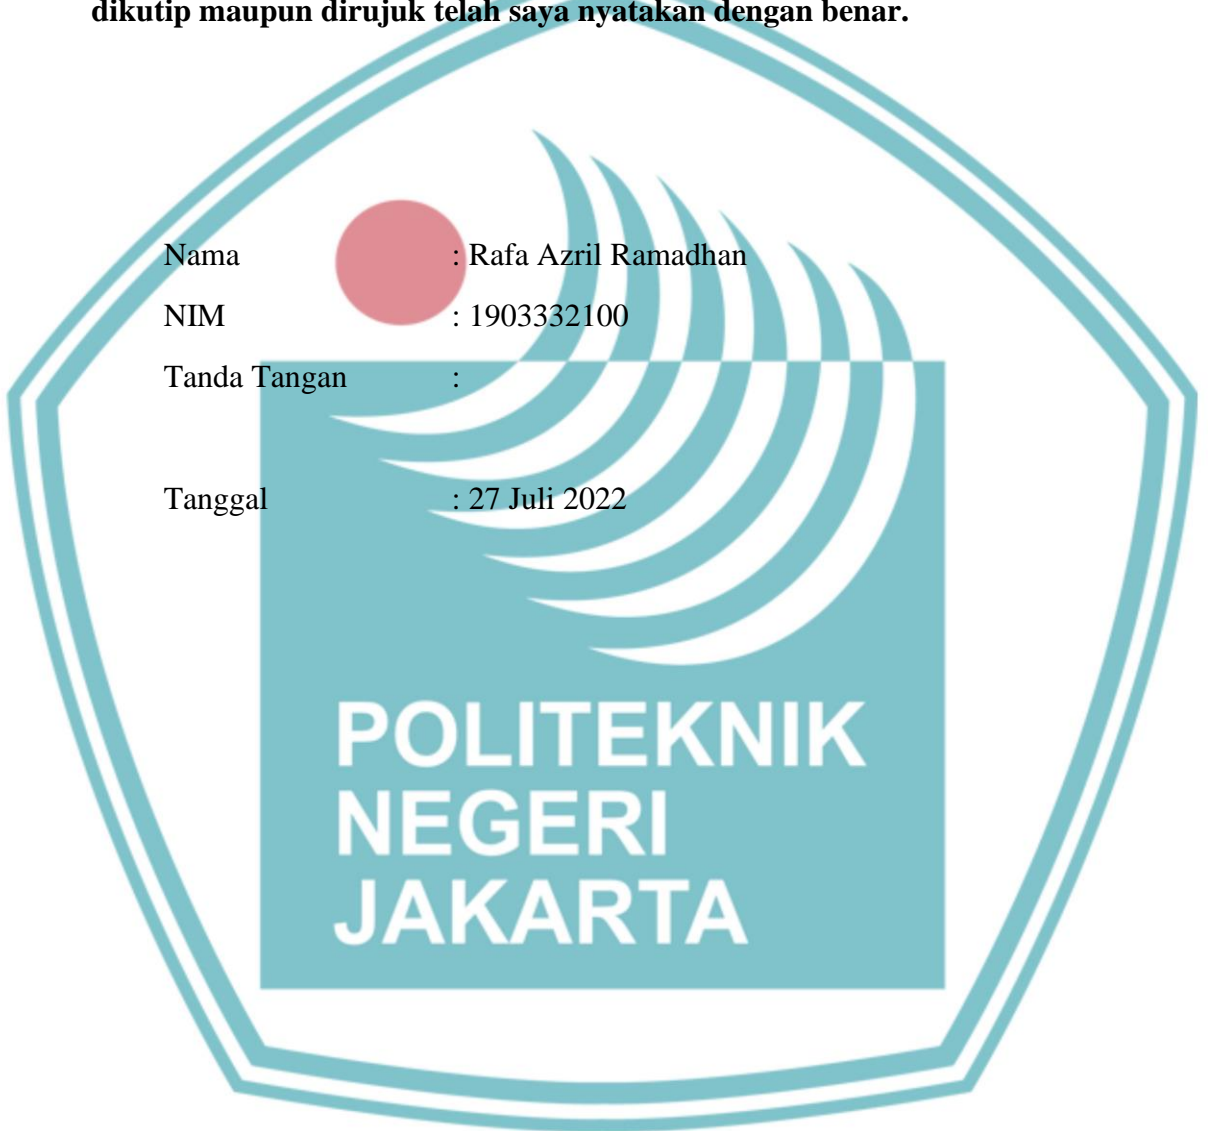 dikutip maupun dirujuk telah saya nyatakan dengan benar.
Nama : Rafa Azril Ramadhan
NIM : 1903332100
Tanda Tangan :
Tanggal : 27 Juli 2022
POLITEKNIK
NEGERI
JAKARTA